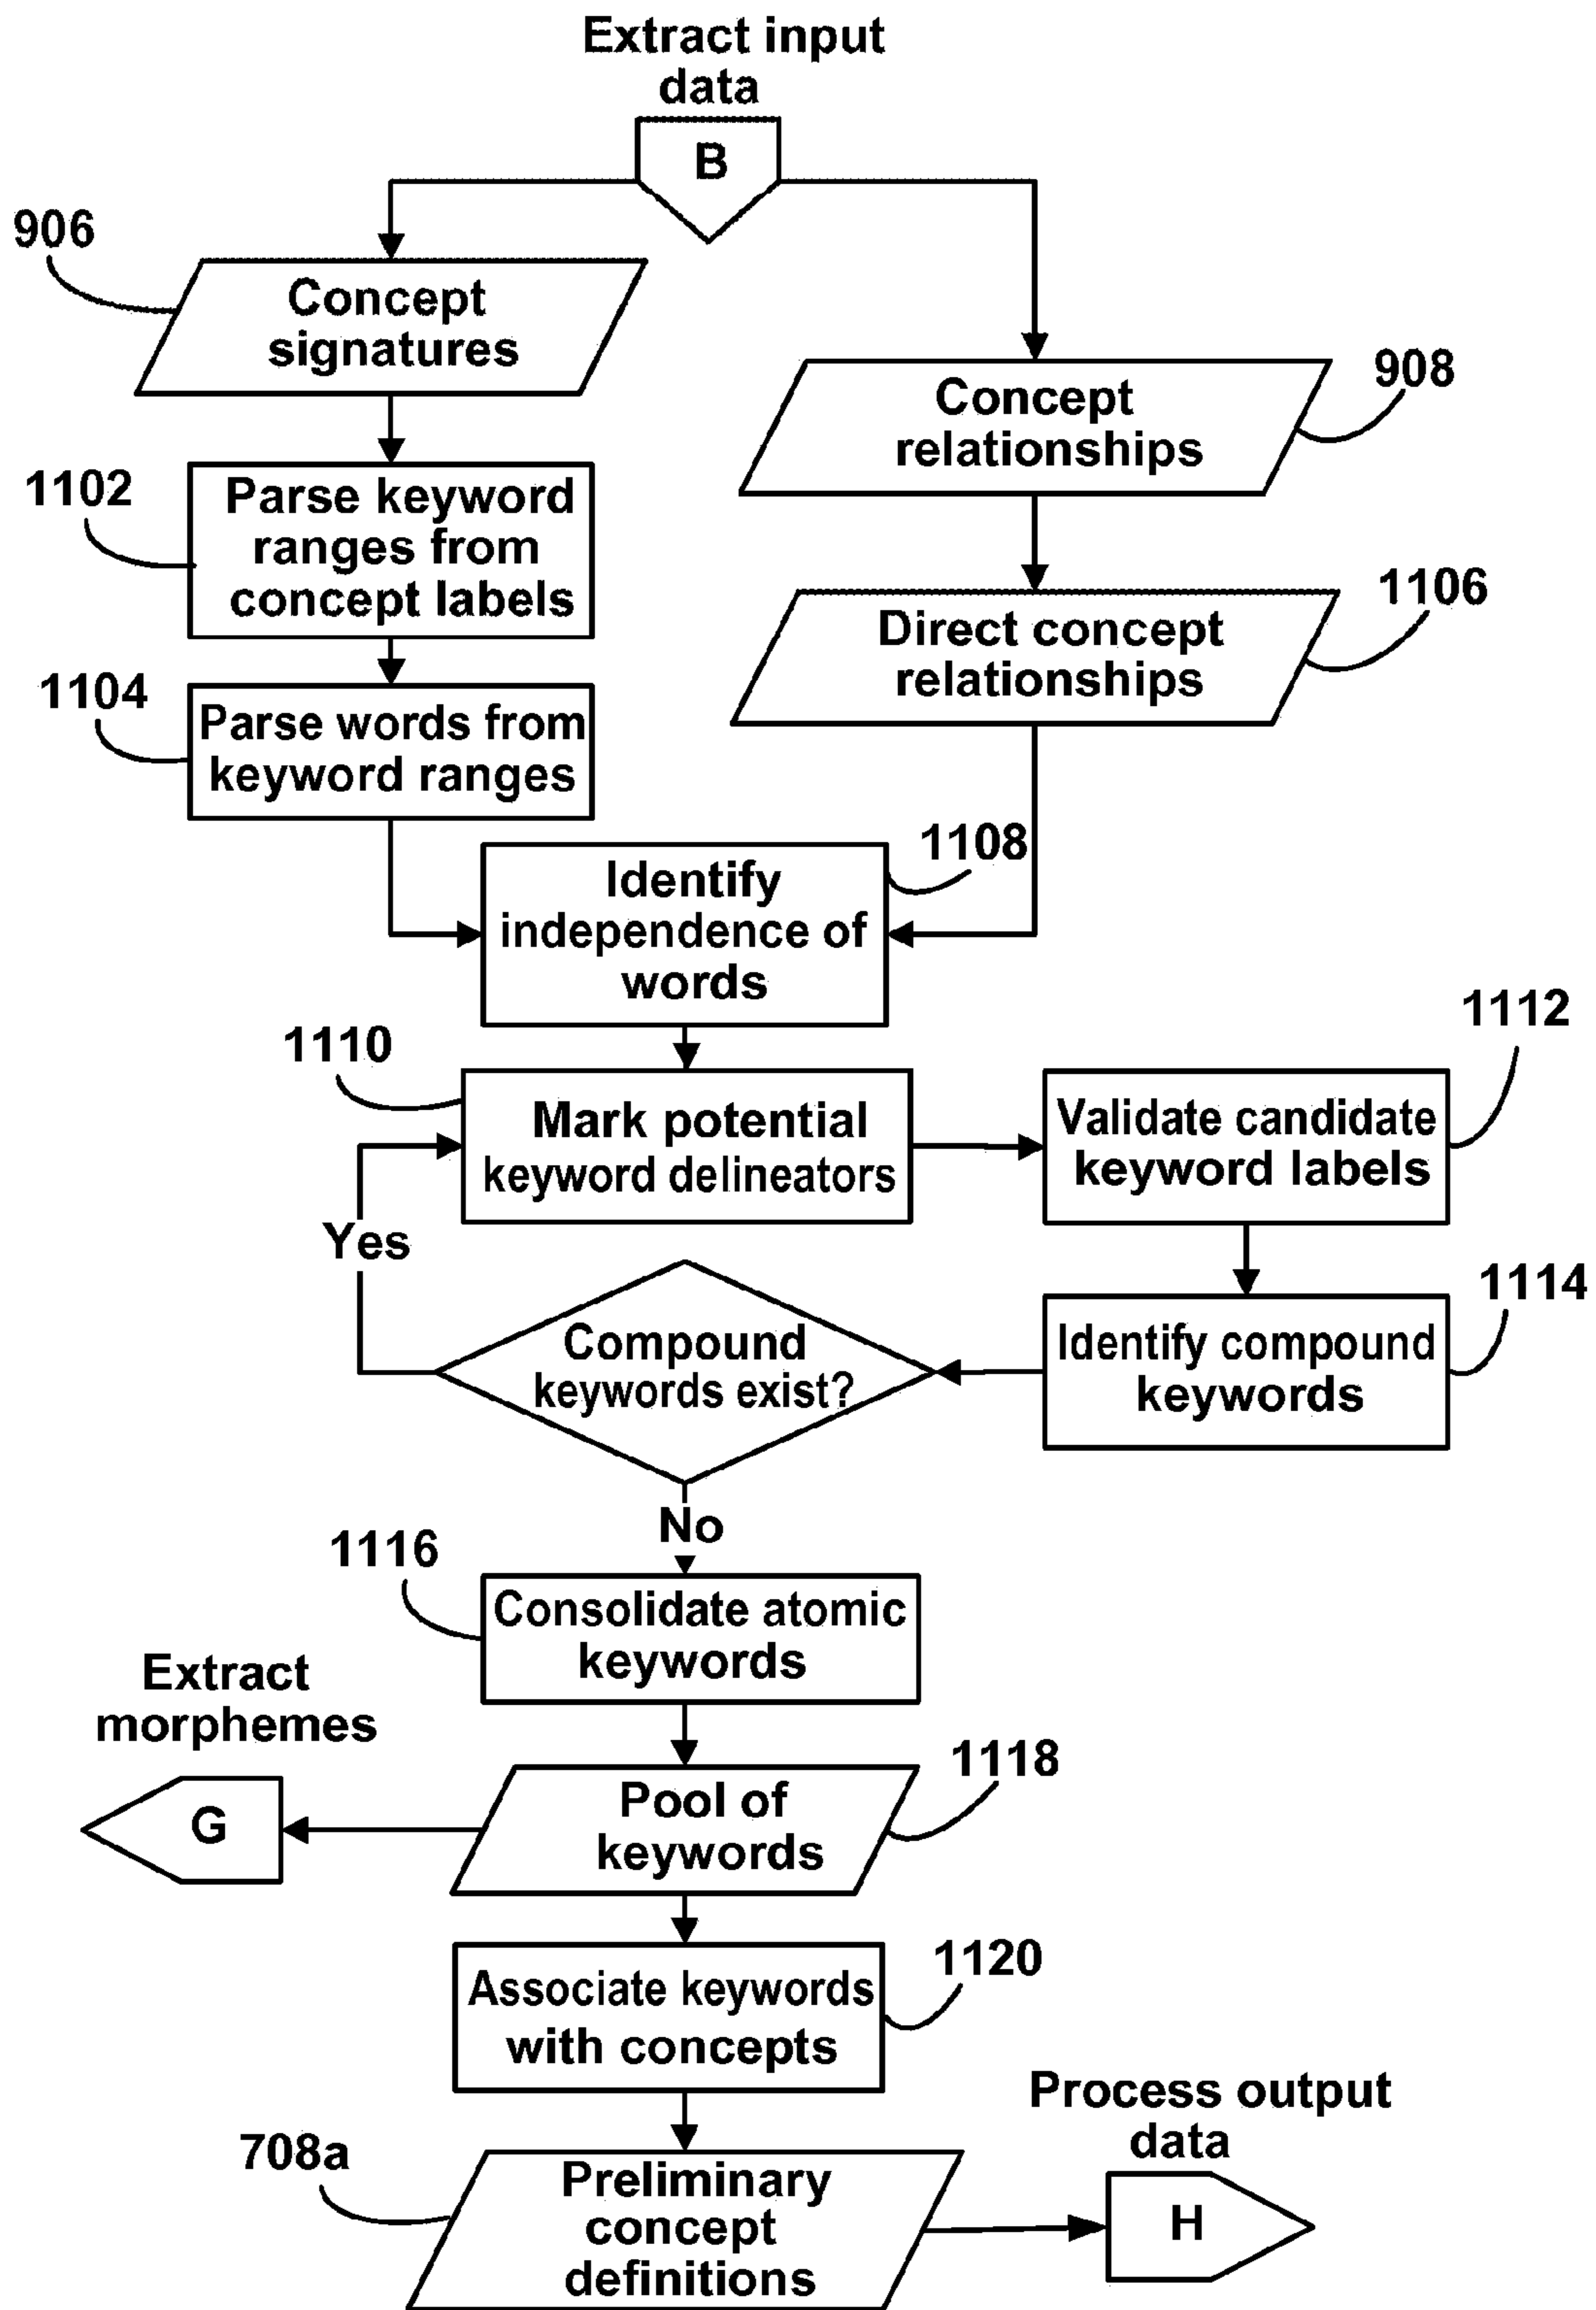 Extract input
data
B
906
Concept
signatures
908
Concept
relationships
1102
Parse keyword
ranges from
concept labels
1106
Direct concept
relationships
1104
Parse words from
keyword ranges
1108
Identify
independence of
words
1110
Mark potential
keyword delineators
1112
Validate candidate
keyword labels
Yes
Compound
keywords exist?
1114
Identify compound
keywords
No
1116
Consolidate atomic
keywords
Extract
morphemes
G
1118
Pool of
keywords
1120
Associate keywords
with concepts
Process output
data
708a
Preliminary
concept
definitions
H